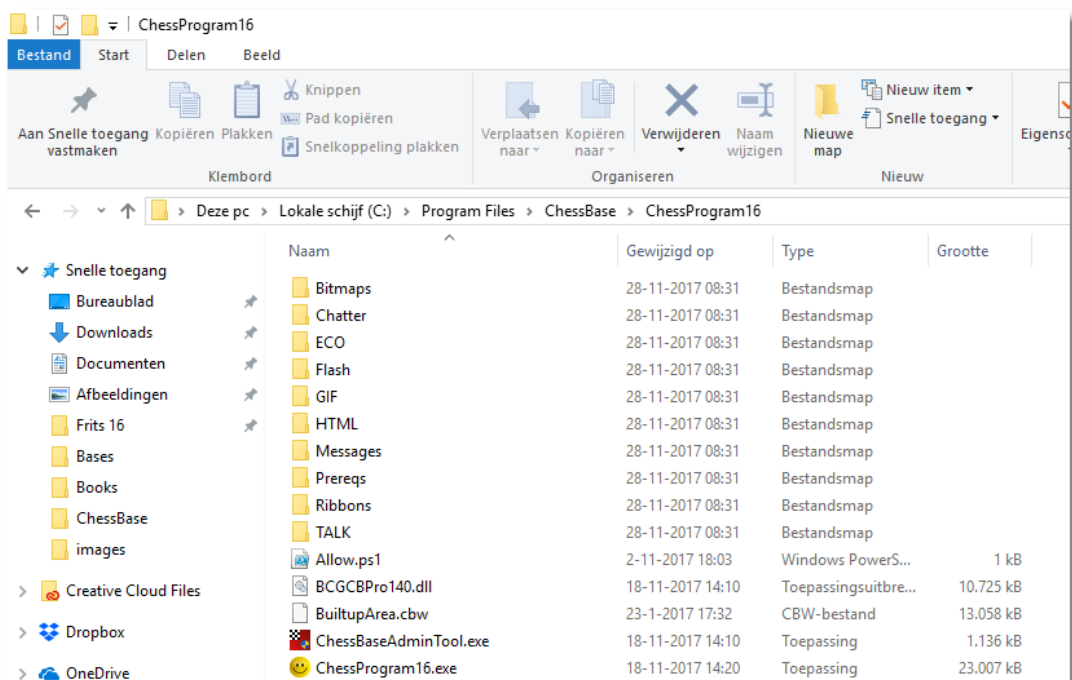 ChessProgram16
Bestand Start Delen Beeld
Aan Snelle toegang vastmaken
Kopiëren
Plakken
Knippen
Pad kopiëren
Snelkoppeling plakken
Klembord
Verplaatsen naar
Kopiëren naar
Verwijderen
Naam wijzigen
Organiseren
Nieuwe map
Nieuw item
Snelle toegang
Nieuw
Eigensc
Deze pc > Lokale schijf (C:) > Program Files > ChessBase > ChessProgram16
Snelle toegang
Bureaublad
Downloads
Documenten
Afbeeldingen
Frits 16
Bases
Books
ChessBase
images
Creative Cloud Files
Dropbox
OneDrive
Naam Gewijzigd op Type Grootte
Bitmaps 28-11-2017 08:31 Bestandsmap
Chatter 28-11-2017 08:31 Bestandsmap
ECO 28-11-2017 08:31 Bestandsmap
Flash 28-11-2017 08:31 Bestandsmap
GIF 28-11-2017 08:31 Bestandsmap
HTML 28-11-2017 08:31 Bestandsmap
Messages 28-11-2017 08:31 Bestandsmap
Prereqs 28-11-2017 08:31 Bestandsmap
Ribbons 28-11-2017 08:31 Bestandsmap
TALK 28-11-2017 08:31 Bestandsmap
Allow.ps1 2-11-2017 18:03 Windows PowerS... 1 kB
BCGCBPro140.dll 18-11-2017 14:10 Toepassingsuitbre... 10.725 kB
BuiltupArea.cbw 23-1-2017 17:32 CBW-bestand 13.058 kB
ChessBaseAdminTool.exe 18-11-2017 14:10 Toepassing 1.136 kB
ChessProgram16.exe 18-11-2017 14:20 Toepassing 23.007 kB